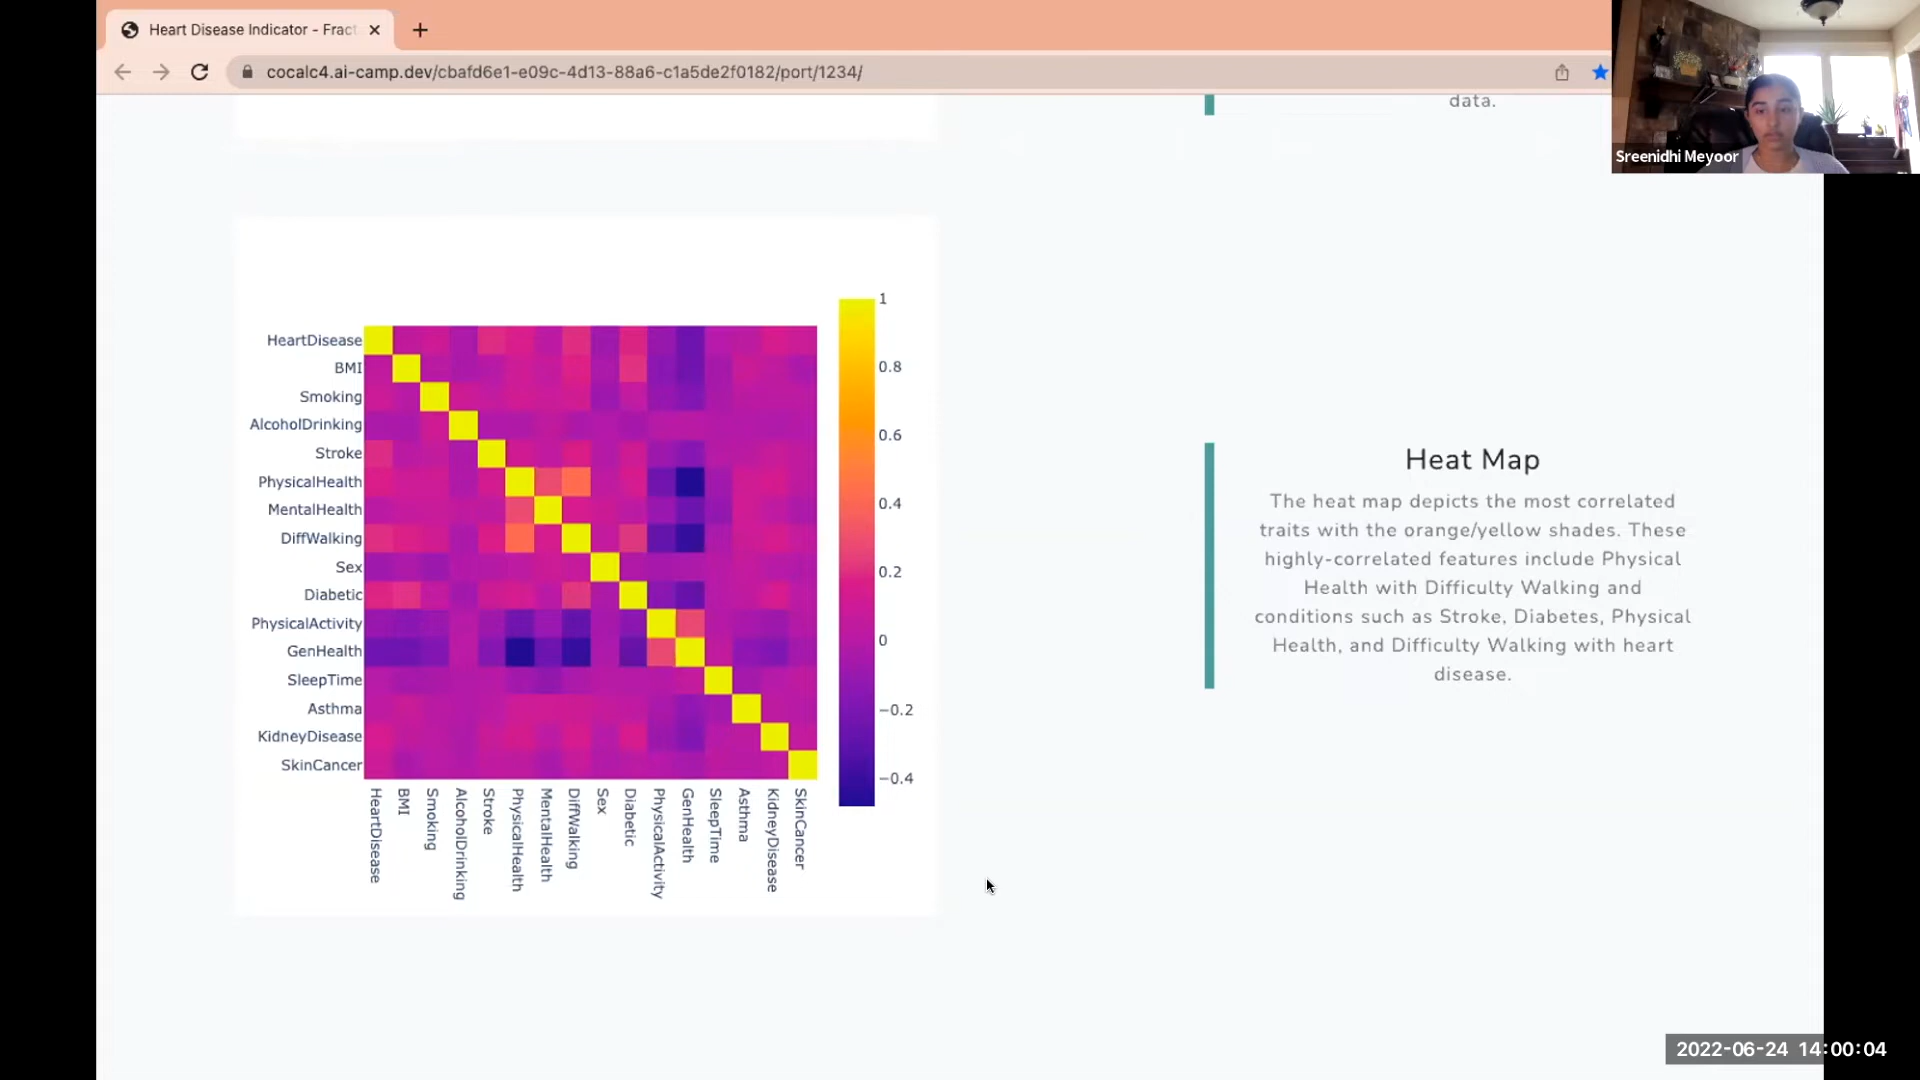 Heart Disease Indicator - Fract
cocalc4.ai-camp.dev/cbafd6e1-e09c-4d13-88a6-c1a5de2f0182/port/1234/
Sreenidhi Meyoor
data.
1
0.8
0.6
0.4
0.2
0
−0.2
−0.4
HeartDisease
BMI
Smoking
AlcoholDrinking
Stroke
PhysicalHealth
MentalHealth
DiffWalking
Sex
Diabetic
PhysicalActivity
GenHealth
SleepTime
Asthma
KidneyDisease
SkinCancer
HeartDisease
BMI
Smoking
AlcoholDrinking
Stroke
PhysicalHealth
MentalHealth
DiffWalking
Sex
Diabetic
PhysicalActivity
GenHealth
SleepTime
Asthma
KidneyDisease
SkinCancer
Heat Map
The heat map depicts the most correlated
traits with the orange/yellow shades. These
highly-correlated features include Physical
Health with Difficulty Walking and
conditions such as Stroke, Diabetes, Physical
Health, and Difficulty Walking with heart
disease.
2022-06-24 14:00:04